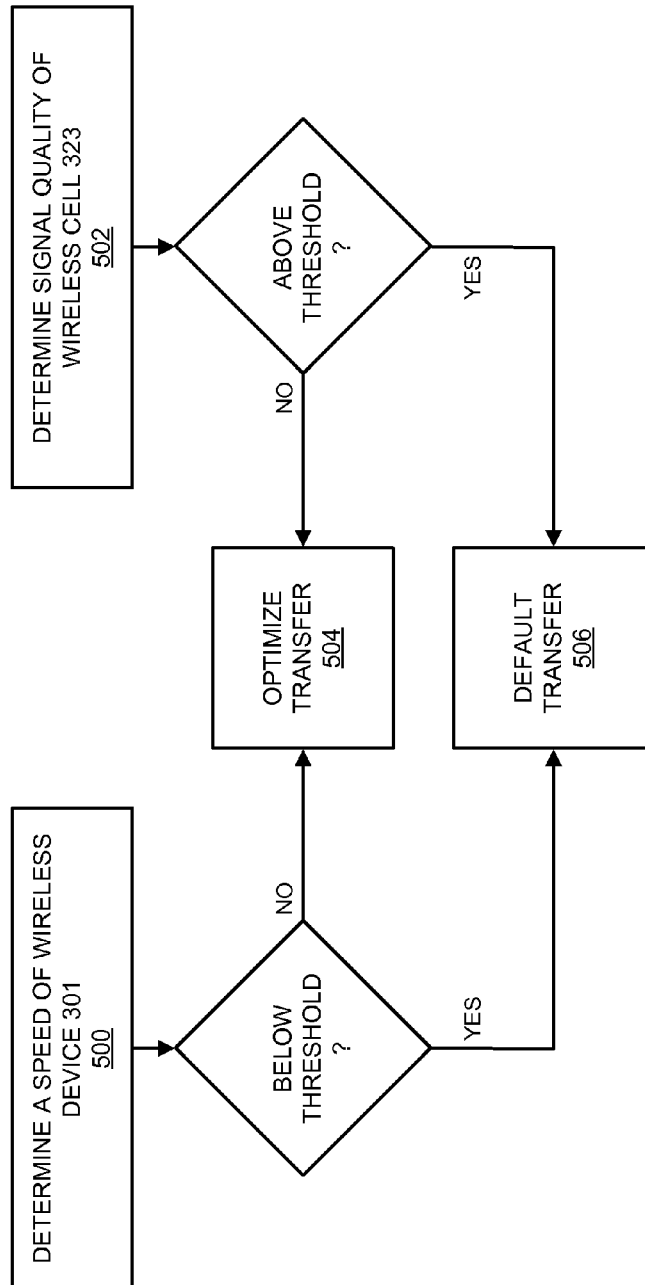 DETERMINE A SPEED OF WIRELESS
DEVICE 301
500
BELOW
THRESHOLD
?
NO
YES
OPTIMIZE
TRANSFER
504
DEFAULT
TRANSFER
506
DETERMINE SIGNAL QUALITY OF
WIRELESS CELL 323
502
ABOVE
THRESHOLD
?
NO
YES